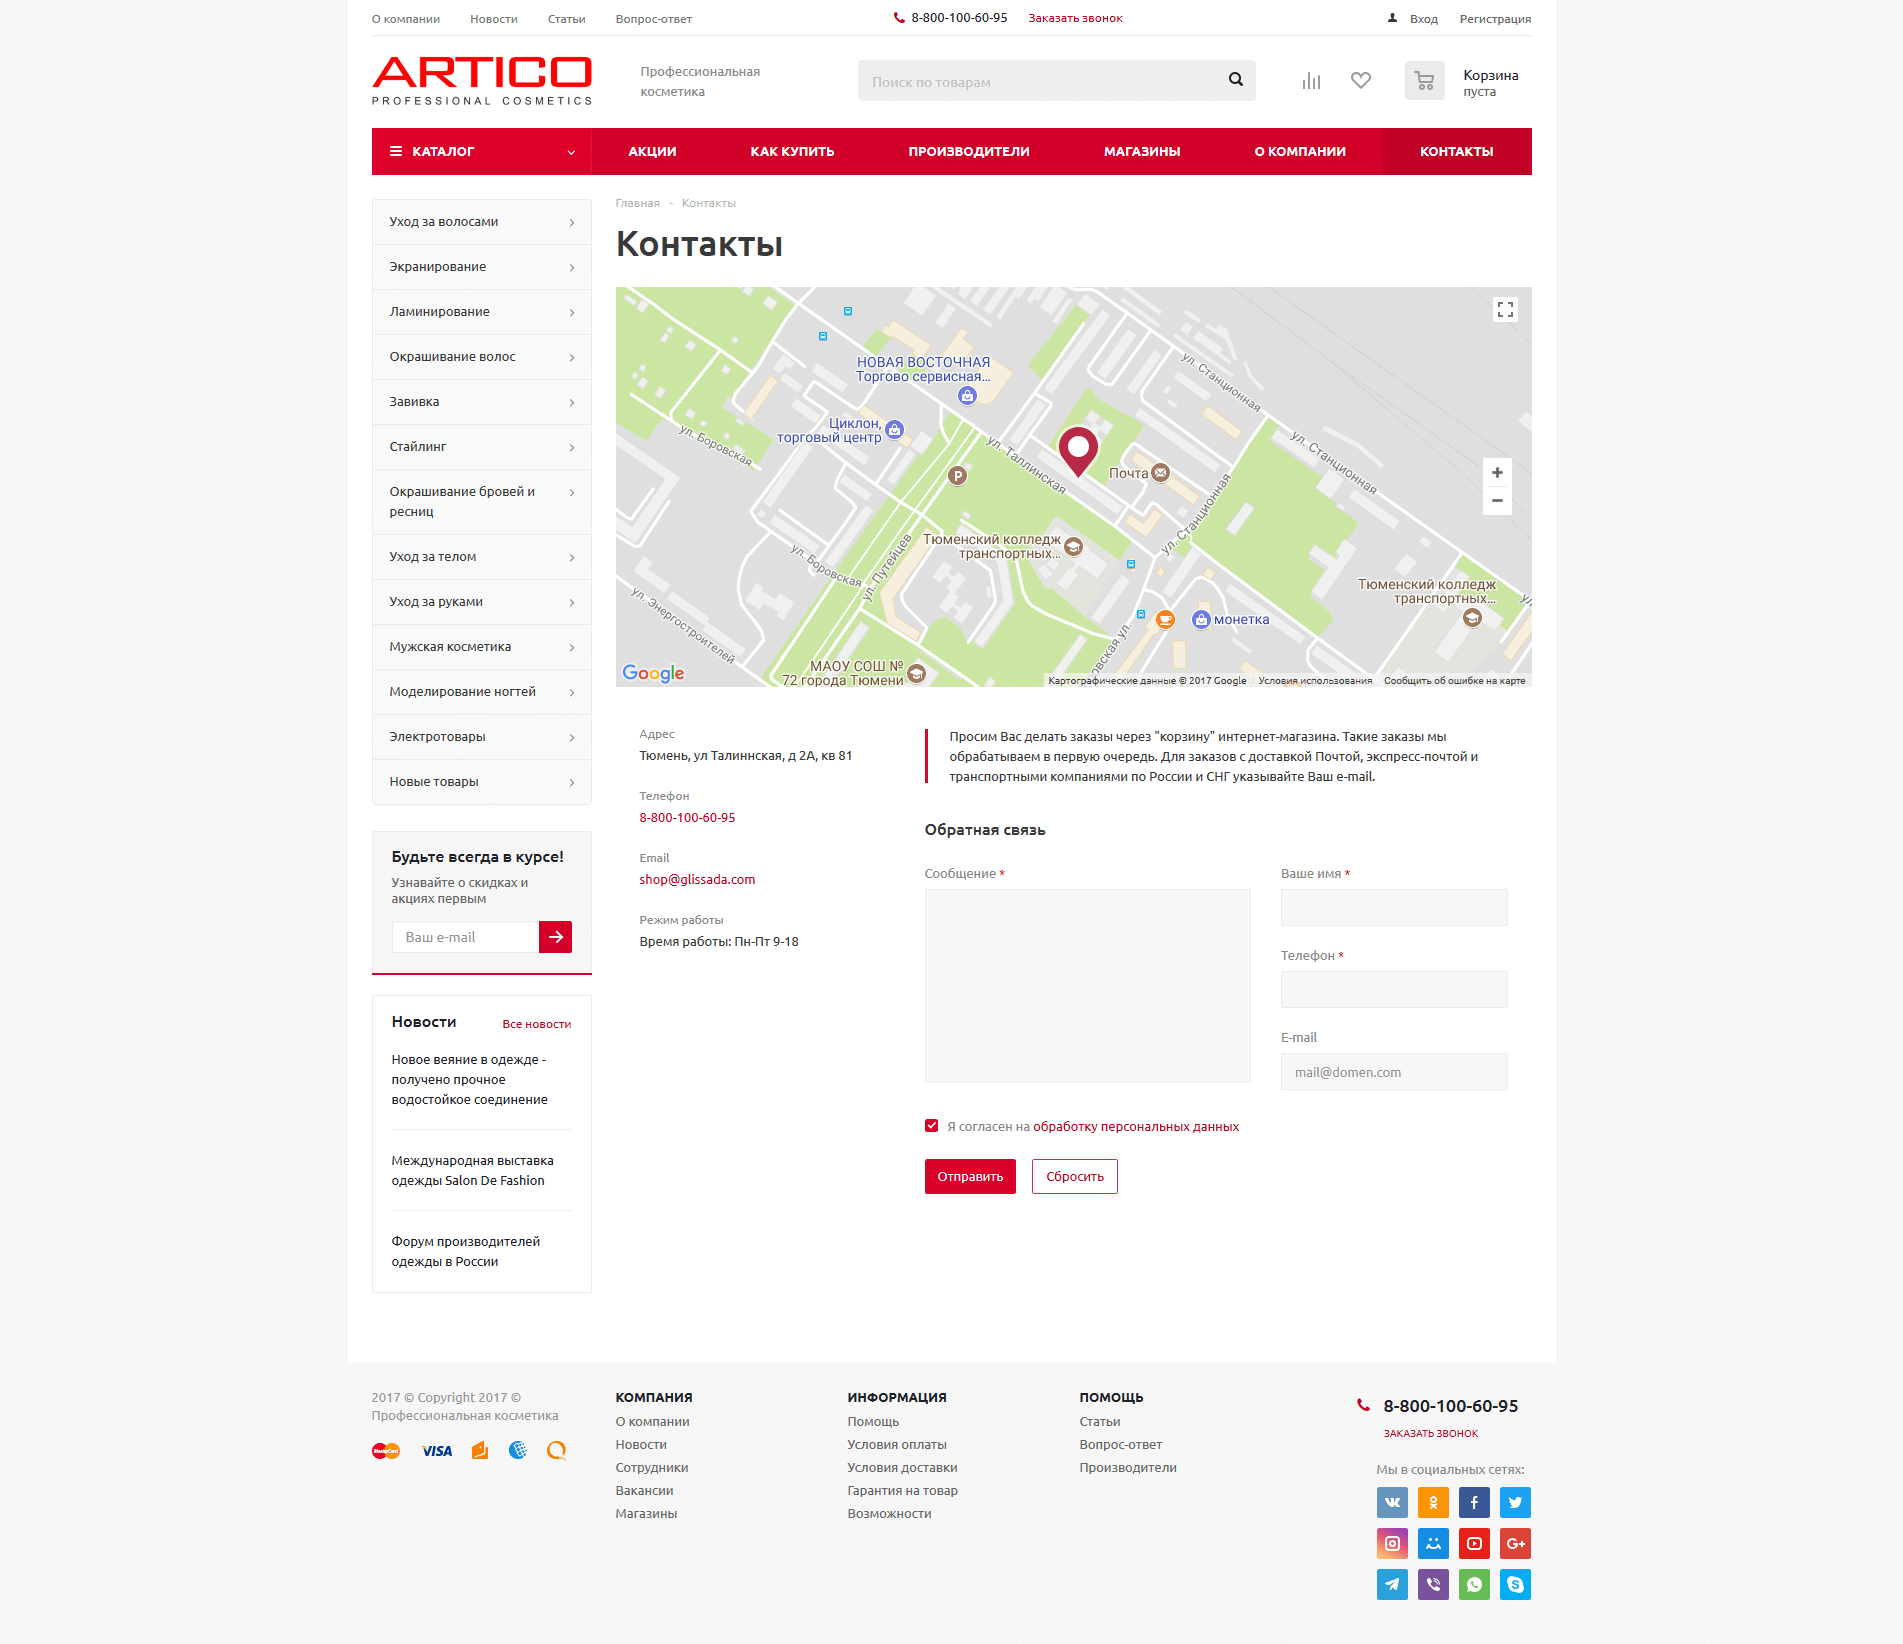 О компании Новости Статьи Вопрос-ответ 8-800-100-60-95 Заказать звонок Вход Регистрация
ARTICO
PROFESSIONAL COSMETICS
Профессиональная
косметика
Поиск по товарам
Корзина
пуста
КАТАЛОГ АКЦИИ КАК КУПИТЬ ПРОИЗВОДИТЕЛИ МАГАЗИНЫ О КОМПАНИИ КОНТАКТЫ
Уход за волосами
Экранирование
Ламинирование
Окрашивание волос
Завивка
Стайлинг
Окрашивание бровей и
ресниц
Уход за телом
Уход за руками
Мужская косметика
Моделирование ногтей
Электротовары
Новые товары
Будьте всегда в курсе!
Узнавайте о скидках и
акциях первым
Ваш e-mail
Новости Все новости
Новое веяние в одежде -
получено прочное
водостойкое соединение
Международная выставка
одежды Salon De Fashion
Форум производителей
одежды в России
Главная - Контакты
Контакты
НОВАЯ ВОСТОЧНАЯ
Торгово сервисная...
Циклон,
торговый центр
ул. Боровская
ул. Таллинская
ул. Станционная
ул. Станционная
P
Почта
ул. Станционная
Тюменский колледж
транспортных...
ул. Боровская
ул. Путейцев
ул. Энергостроителей
Тюменский колледж
транспортных...
ул
монетка
овская ул.
МАОУ СОШ №
72 города Тюмени
Google
Картографические данные © 2017 Google Условия использования Сообщить об ошибке на карте
Адрес
Тюмень, ул Талиннская, д 2А, кв 81
Телефон
8-800-100-60-95
Email
shop@glissada.com
Режим работы
Время работы: Пн-Пт 9-18
Просим Вас делать заказы через "корзину" интернет-магазина. Такие заказы мы
обрабатываем в первую очередь. Для заказов с доставкой Почтой, экспресс-почтой и
транспортными компаниями по России и СНГ указывайте Ваш e-mail.
Обратная связь
Сообщение *
Ваше имя *
Телефон *
E-mail
mail@domen.com
Я согласен на обработку персональных данных
Отправить Сбросить
2017 © Copyright 2017 ©
Профессиональная косметика
MasterCard VISA
КОМПАНИЯ
О компании
Новости
Сотрудники
Вакансии
Магазины
ИНФОРМАЦИЯ
Помощь
Условия оплаты
Условия доставки
Гарантия на товар
Возможности
ПОМОЩЬ
Статьи
Вопрос-ответ
Производители
8-800-100-60-95
ЗАКАЗАТЬ ЗВОНОК
Мы в социальных сетях: